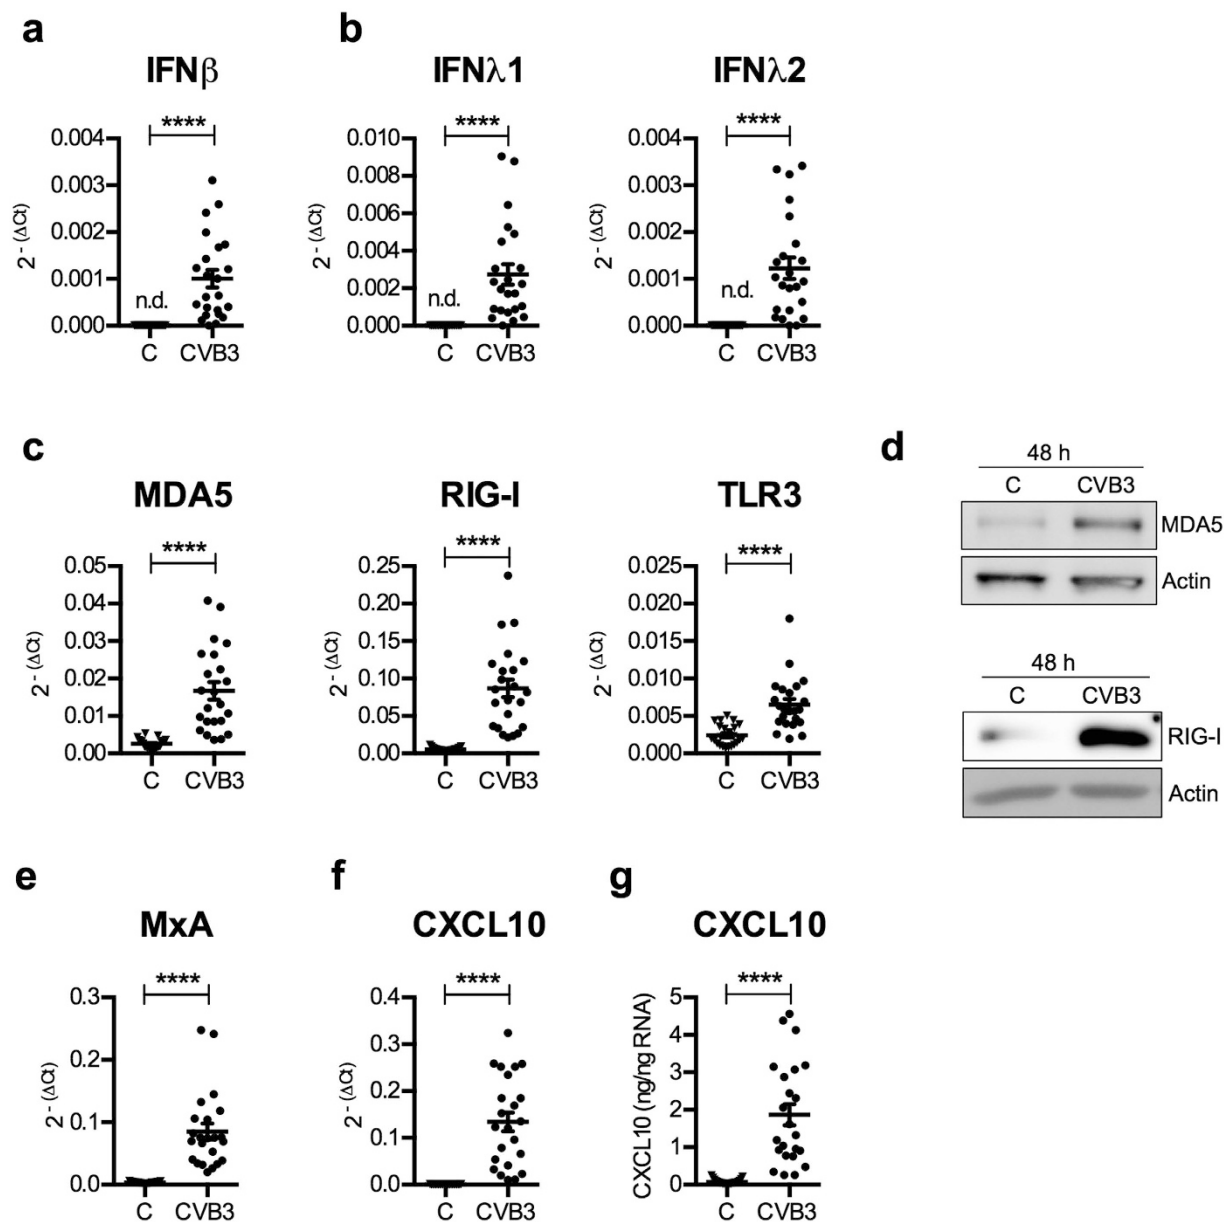 a
b
IFNβ
IFNλ1
IFNλ2
****
****
****
0.004
0.003
0.002
0.001
0.000
2 - (ΔCt)
n.d.
C CVB3
0.010
0.008
0.006
0.004
0.002
0.000
2 - (ΔCt)
n.d.
C CVB3
0.004
0.003
0.002
0.001
0.000
2 - (ΔCt)
n.d.
C CVB3
c
d
MDA5
RIG-I
TLR3
****
****
****
0.05
0.04
0.03
0.02
0.01
0.00
2 - (ΔCt)
C CVB3
0.25
0.20
0.15
0.10
0.05
0.00
2 - (ΔCt)
C CVB3
0.025
0.020
0.015
0.010
0.005
0.000
2 - (ΔCt)
C CVB3
48 h
C CVB3
MDA5
Actin
48 h
C CVB3
RIG-I
Actin
e
f
g
MxA
CXCL10
CXCL10
****
****
****
0.3
0.2
0.1
0.0
2 - (ΔCt)
C CVB3
0.4
0.3
0.2
0.1
0.0
2 - (ΔCt)
C CVB3
5
4
3
2
1
0
CXCL10 (ng/ng RNA)
C CVB3